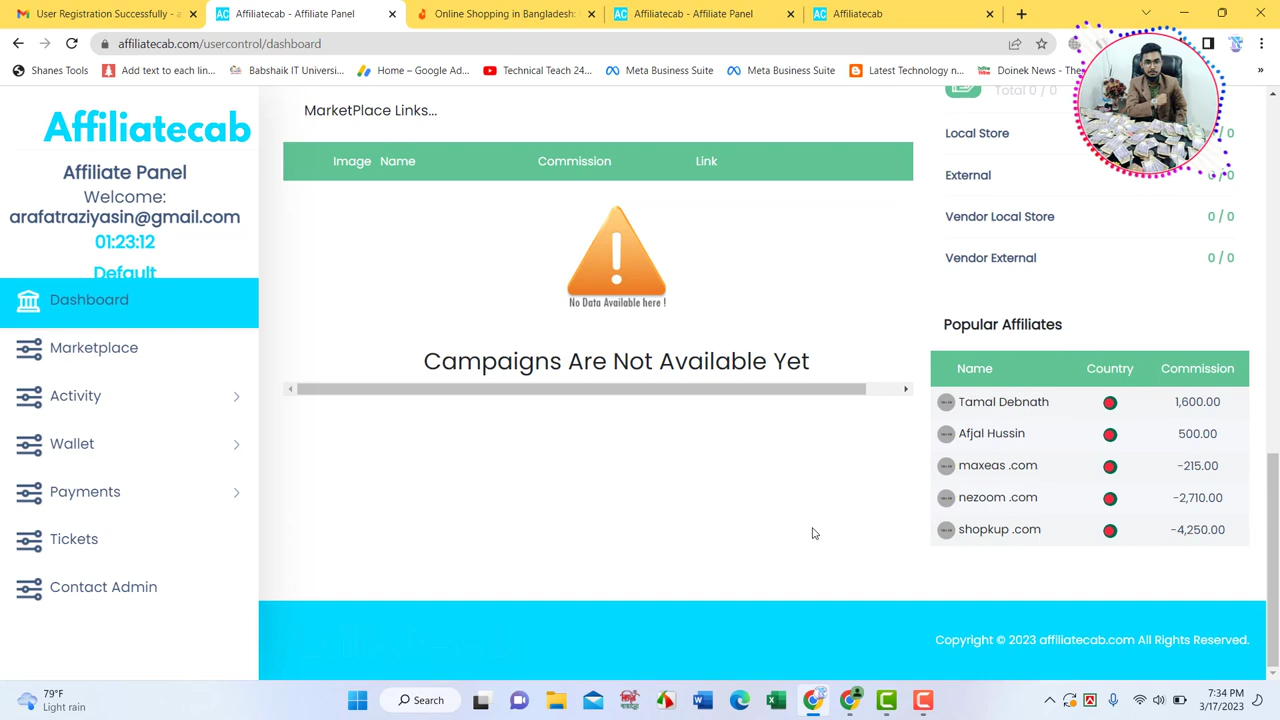 User Registration Successfully - a
Affiliatecab - Affiliate Panel
Online Shopping in Bangladesh:
Affiliatecab - Affiliate Panel
Affiliatecab
affiliatecab.com/usercontrol/dashboard
Shanes Tools
Add text to each lin...
Babshaik IT Universi...
Home – Google Ad...
Technical Teach 24...
Meta Business Suite
Meta Business Suite
Latest Technology n...
Doinek News - The
Affiliatecab
Affiliate Panel
Welcome:
arafatraziyasin@gmail.com
01:23:12
Default
Dashboard
Marketplace
Activity
Wallet
Payments
Tickets
Contact Admin
MarketPlace Links...
Image Name Commission Link
No Data Available here !
Campaigns Are Not Available Yet
Total 0 / 0
Local Store / 0
External 0 / 0
Vendor Local Store 0 / 0
Vendor External 0 / 0
Popular Affiliates
Name Country Commission
Tamal Debnath 1,600.00
Afjal Hussin 500.00
maxeas .com -215.00
nezoom .com -2,710.00
shopkup .com -4,250.00
Copyright © 2023 affiliatecab.com All Rights Reserved.
79°F
Light rain
Search
7:34 PM
3/17/2023